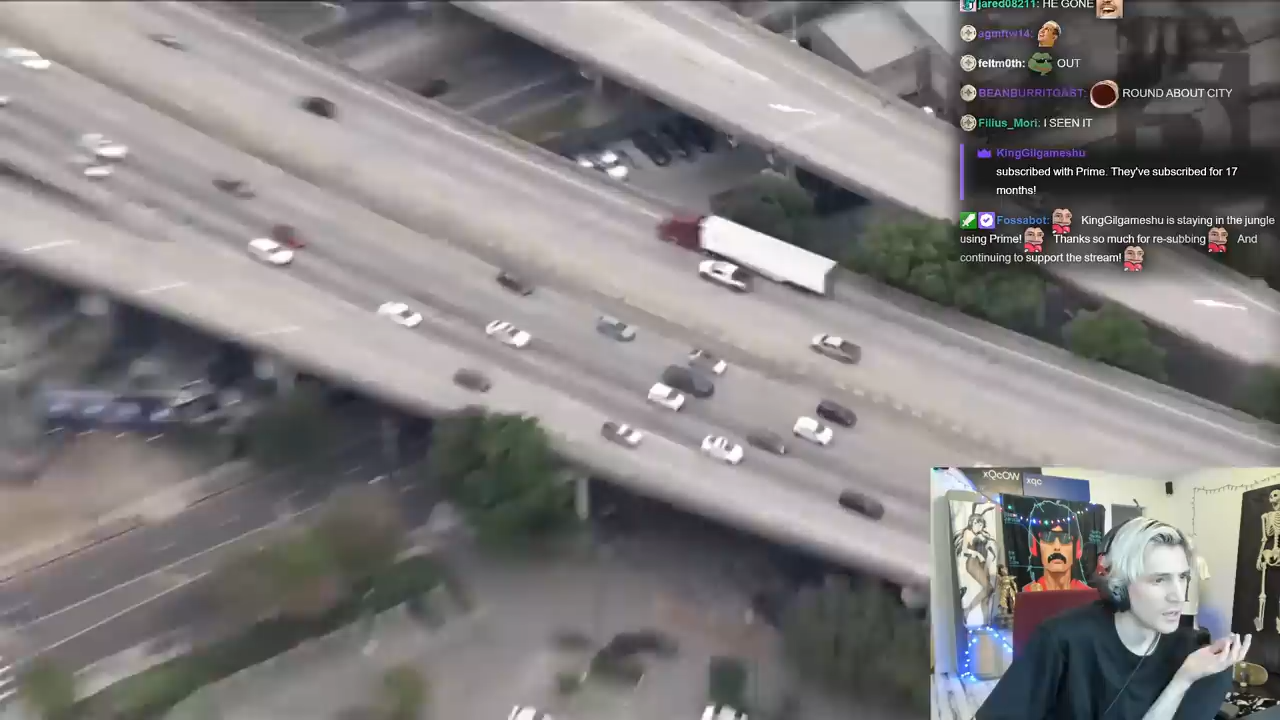 jared08211: HE GONE
agmftw14:
feltm0th: OUT
BEANBURRITOAST: ROUND ABOUT CITY
Filius_Mori: I SEEN IT
KingGilgameshu
subscribed with Prime. They've subscribed for 17
months!
Fossabot: KingGilgameshu is staying in the jungle
using Prime! Thanks so much for re-subbing And
continuing to support the stream!
xQcOW
xqc